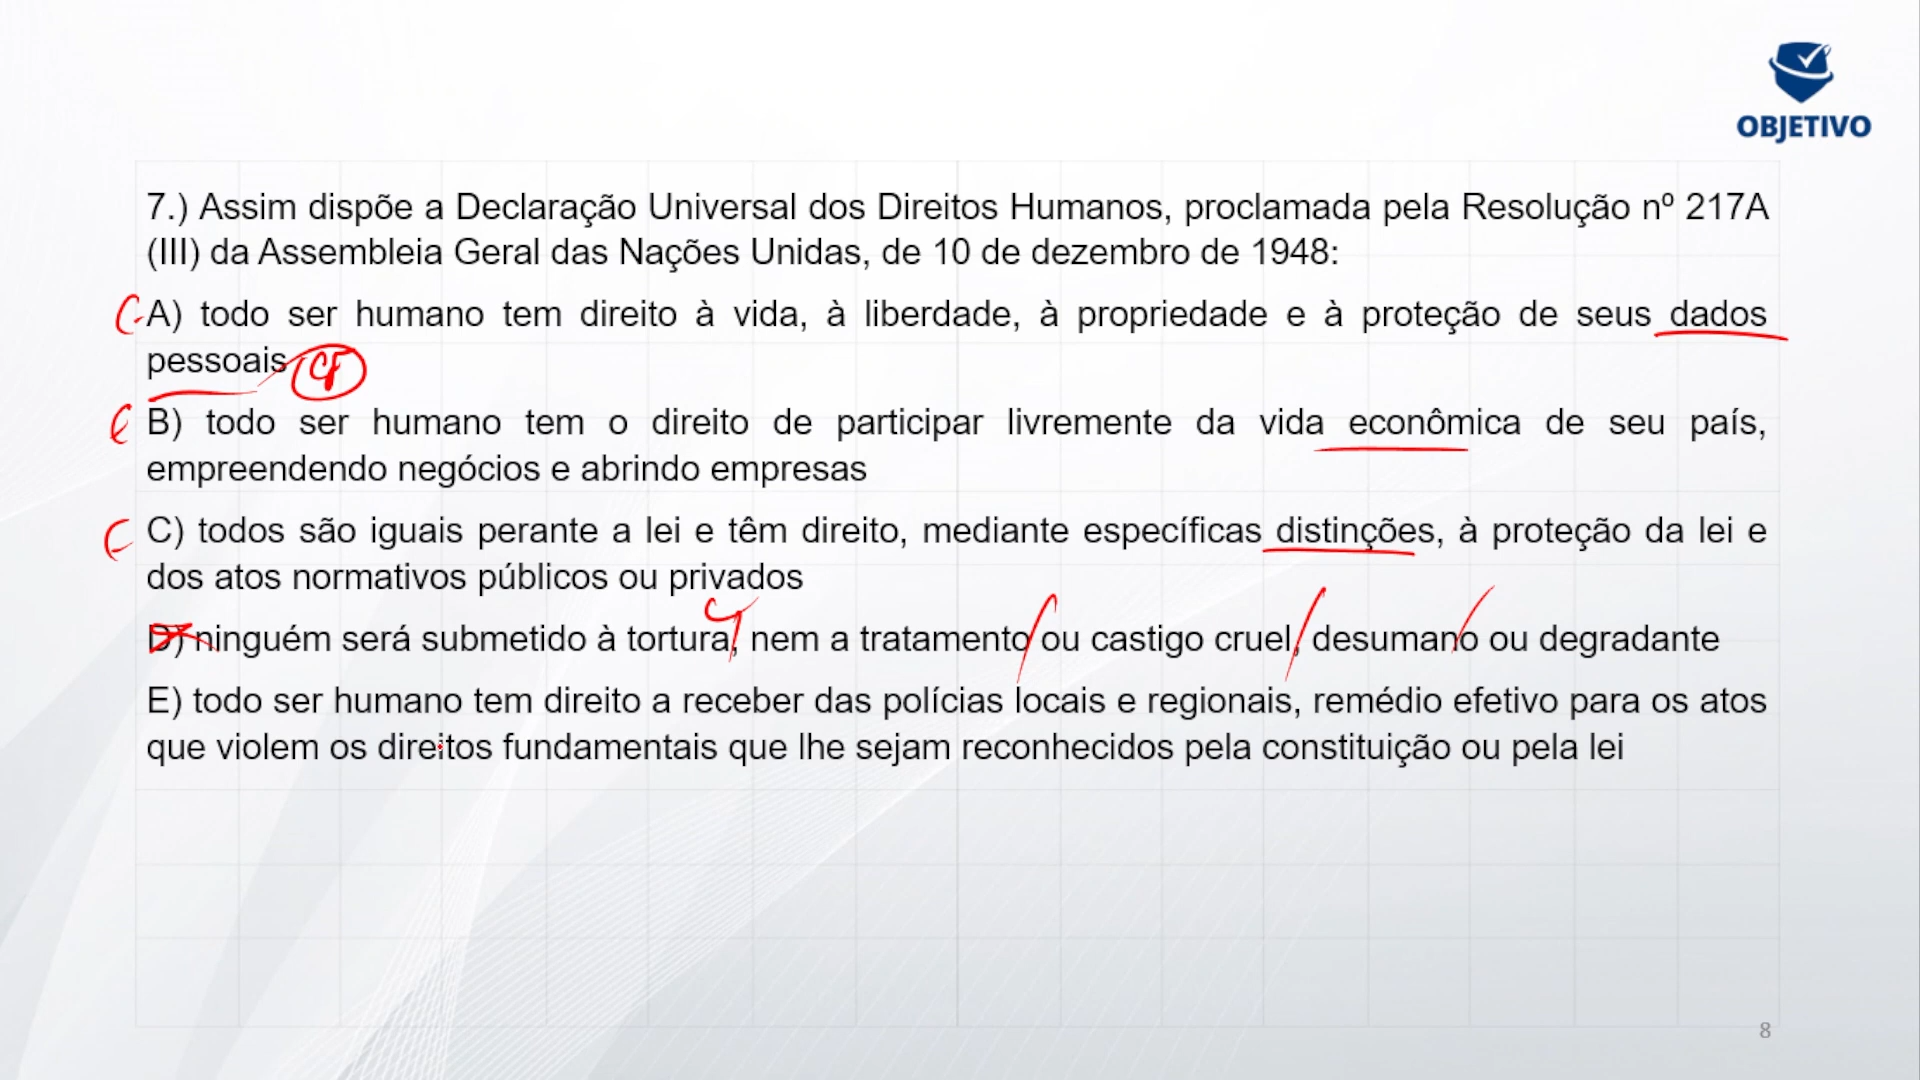 OBJETIVO
7.) Assim dispõe a Declaração Universal dos Direitos Humanos, proclamada pela Resolução nº 217A
(III) da Assembleia Geral das Nações Unidas, de 10 de dezembro de 1948:
A) todo ser humano tem direito à vida, à liberdade, à propriedade e à proteção de seus dados
pessoais
B) todo ser humano tem o direito de participar livremente da vida econômica de seu país,
empreendendo negócios e abrindo empresas
C) todos são iguais perante a lei e têm direito, mediante específicas distinções, à proteção da lei e
dos atos normativos públicos ou privados
D) ninguém será submetido à tortura, nem a tratamento ou castigo cruel, desumano ou degradante
E) todo ser humano tem direito a receber das polícias locais e regionais, remédio efetivo para os atos
que violem os direitos fundamentais que lhe sejam reconhecidos pela constituição ou pela lei
8